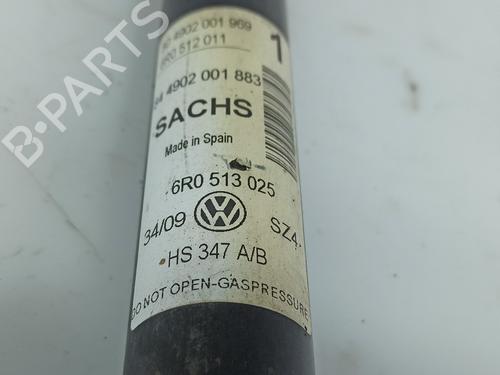 4902 001 969
6R0 512 011
1
4 4902 001 883
SACHS
Made in Spain
6R0 513 025
34/09
SZ4
HS 347 A/B
DO NOT OPEN-GASPRESSURE
B-PARTS